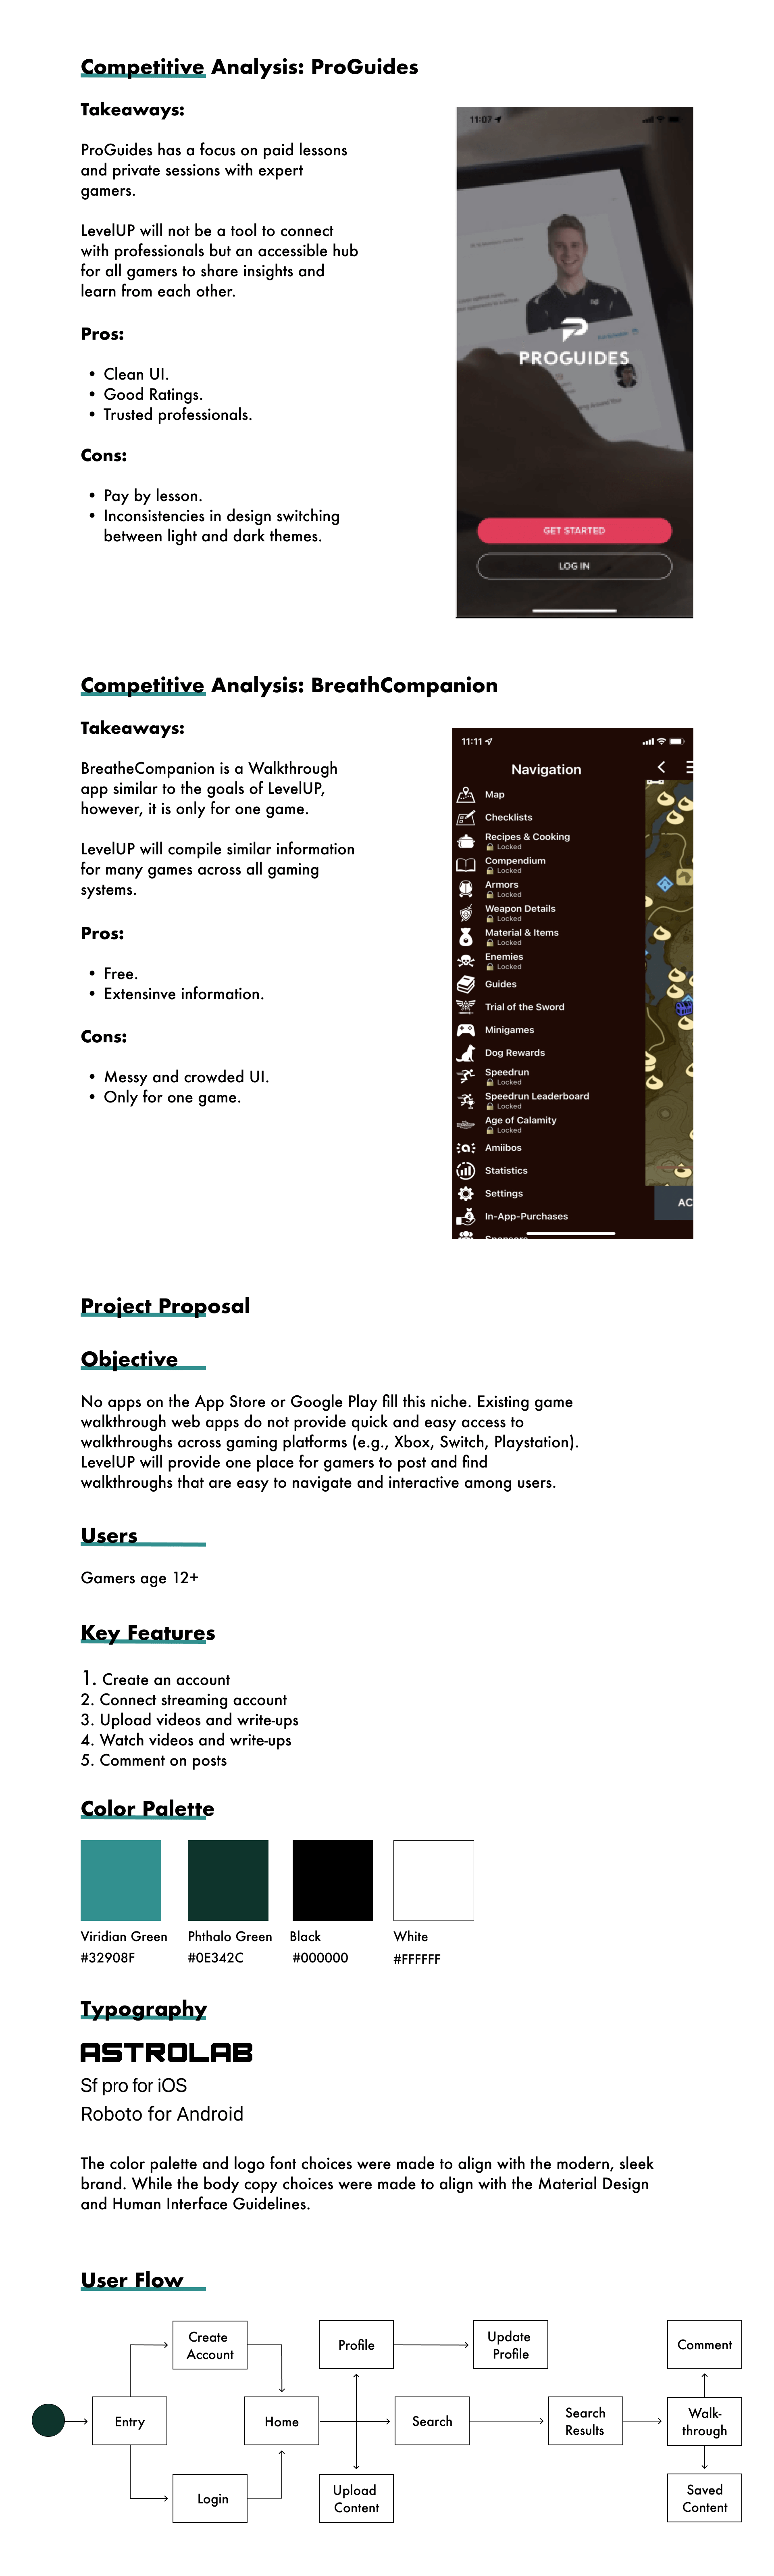 Competitive Analysis: ProGuides
Takeaways:
ProGuides has a focus on paid lessons
and private sessions with expert
gamers.
LevelUP will not be a tool to connect
with professionals but an accessible hub
for all gamers to share insights and
learn from each other.
Pros:
• Clean UI.
• Good Ratings.
• Trusted professionals.
Cons:
• Pay by lesson.
• Inconsistencies in design switching
between light and dark themes.
11:07
PROGUIDES
GET STARTED
LOG IN
Competitive Analysis: BreathCompanion
Takeaways:
BreatheCompanion is a Walkthrough
app similar to the goals of LevelUP,
however, it is only for one game.
LevelUP will compile similar information
for many games across all gaming
systems.
Pros:
• Free.
• Extensinve information.
Cons:
• Messy and crowded UI.
• Only for one game.
11:11
Navigation
Map
Checklists
Recipes & Cooking
Locked
Compendium
Locked
Armors
Locked
Weapon Details
Locked
Material & Items
Locked
Enemies
Locked
Guides
Trial of the Sword
Minigames
Dog Rewards
Speedrun
Locked
Speedrun Leaderboard
Locked
Age of Calamity
Locked
Amiibos
Statistics
Settings
In-App-Purchases
AC
Project Proposal
Objective
No apps on the App Store or Google Play fill this niche. Existing game
walkthrough web apps do not provide quick and easy access to
walkthroughs across gaming platforms (e.g., Xbox, Switch, Playstation).
LevelUP will provide one place for gamers to post and find
walkthroughs that are easy to navigate and interactive among users.
Users
Gamers age 12+
Key Features
1. Create an account
2. Connect streaming account
3. Upload videos and write-ups
4. Watch videos and write-ups
5. Comment on posts
Color Palette
Viridian Green
#32908F
Phthalo Green
#0E342C
Black
#000000
White
#FFFFFF
Typography
ASTROLAB
Sf pro for iOS
Roboto for Android
The color palette and logo font choices were made to align with the modern, sleek
brand. While the body copy choices were made to align with the Material Design
and Human Interface Guidelines.
User Flow
Entry
Create
Account
Login
Home
Profile
Update
Profile
Search
Upload
Content
Search
Results
Walk-
through
Comment
Saved
Content